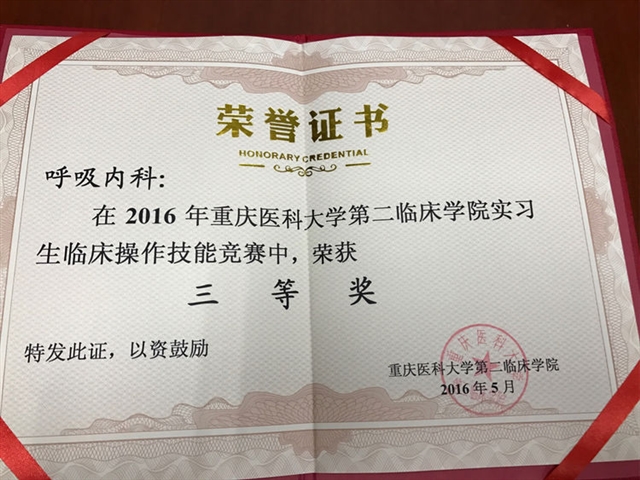 荣誉证书
HONORARY CREDENTIAL
呼吸内科:
在 2016 年重庆医科大学第二临床学院实习
生临床操作技能竞赛中，荣获
三 等 奖
特发此证，以资鼓励
重庆医科大学第二临床学院
2016 年 5 月